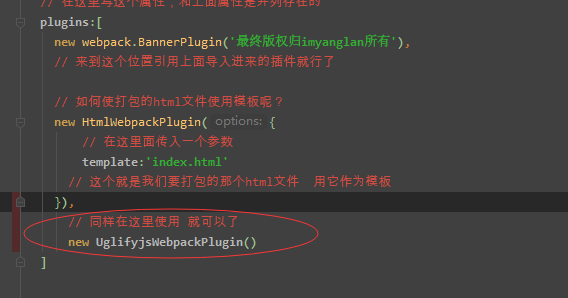 // 在这里写这个属性，和上面属性是并列存在的
plugins:[
new webpack.BannerPlugin('最终版权归imyanglan所有'),
// 来到这个位置引用上面导入进来的插件就行了
// 如何使打包的html文件使用模板呢？
new HtmlWebpackPlugin( options: {
// 在这里面传入一个参数
template:'index.html'
// 这个就是我们要打包的那个html文件  用它作为模板
}),
// 同样在这里使用 就可以了
new UglifyjsWebpackPlugin()
]